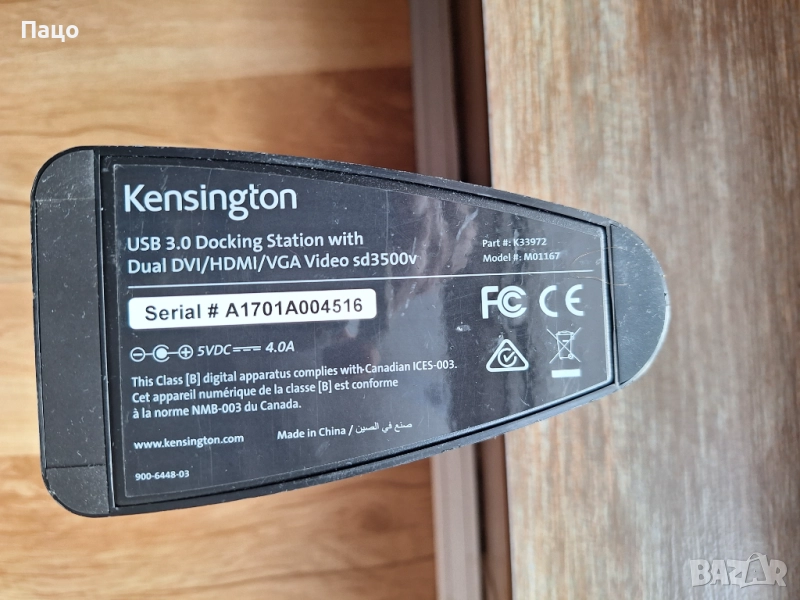 Пацо
Kensington
USB 3.0 Docking Station with
Dual DVI/HDMI/VGA Video sd3500v
Part #: K33972
Model #: M01167
Serial # A1701A004516
FC CE
5VDC 4.0A
This Class [B] digital apparatus complies with Canadian ICES-003.
Cet appareil numérique de la classe [B] est conforme
à la norme NMB-003 du Canada.
www.kensington.com
Made in China / صنع في الصين
900-6448-03
BAZAR